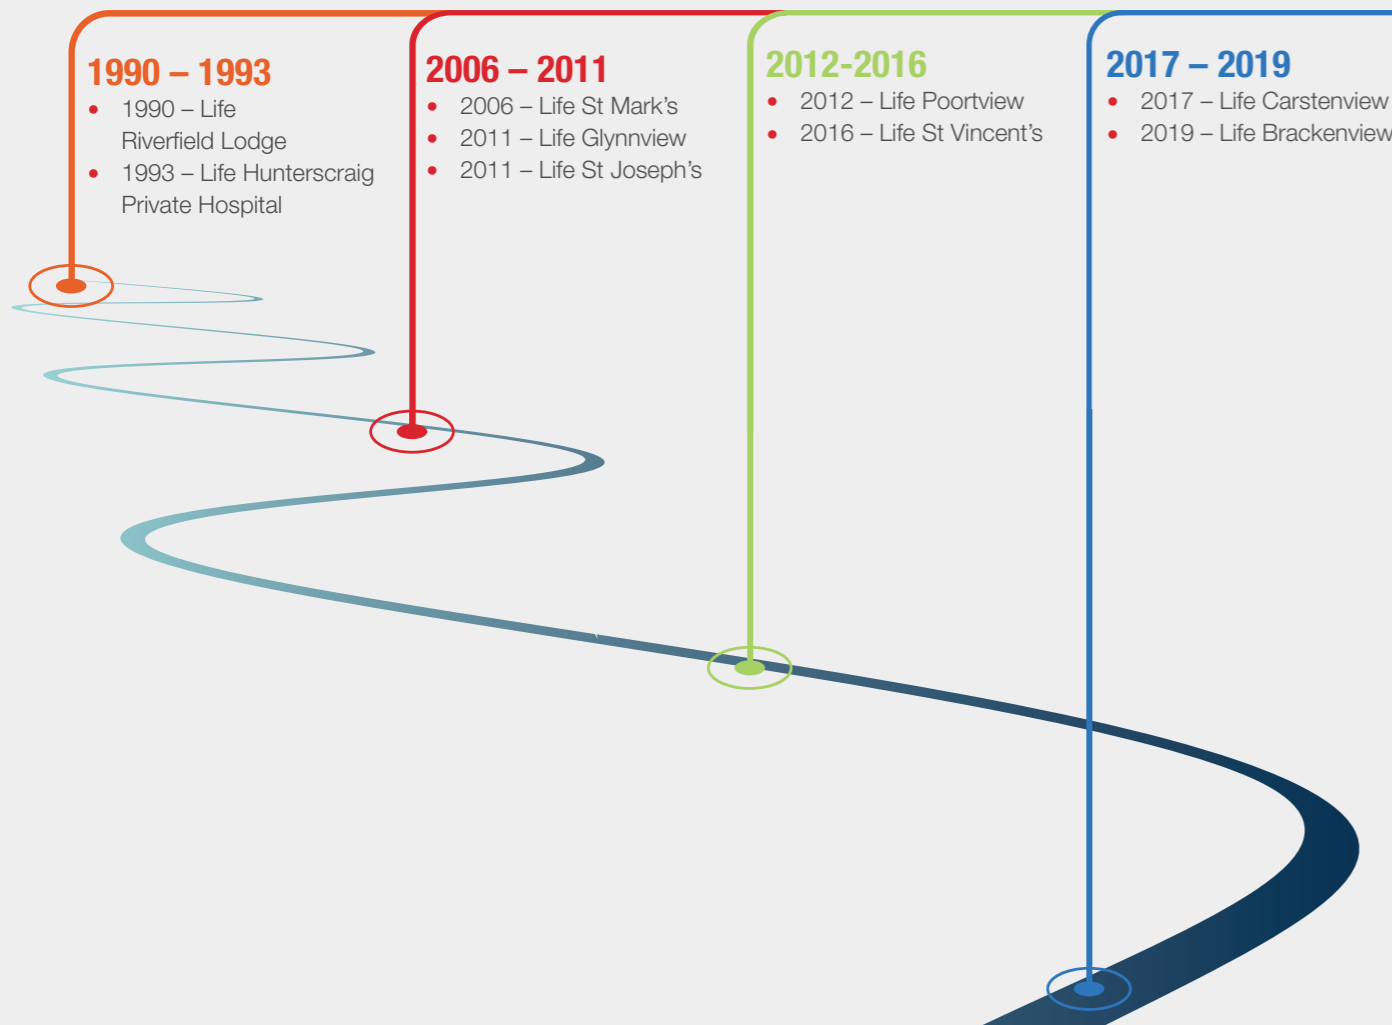 1990 – 1993
• 1990 – Life
Riverfield Lodge
• 1993 – Life Hunterscraig
Private Hospital
2006 – 2011
• 2006 – Life St Mark’s
• 2011 – Life Glynnview
• 2011 – Life St Joseph’s
2012-2016
• 2012 – Life Poortview
• 2016 – Life St Vincent’s
2017 – 2019
• 2017 – Life Carstenview
• 2019 – Life Brackenview